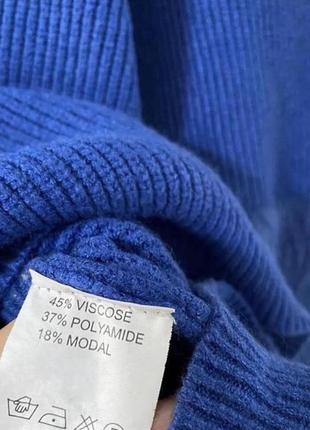 45% VISCOSE
37% POLYAMIDE
18% MODAL